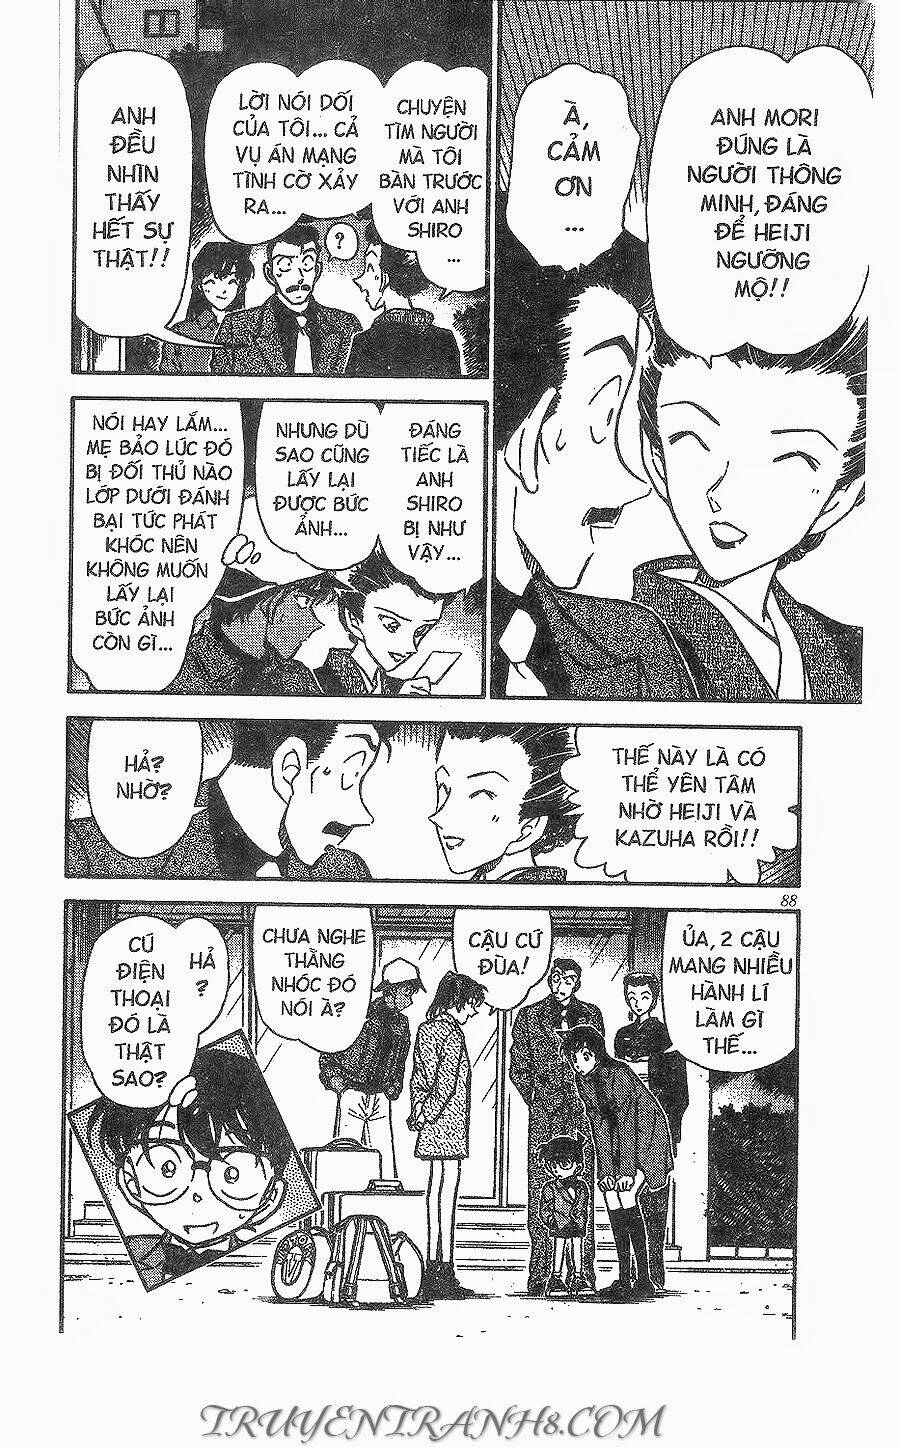 ANH MORI
ĐÚNG LÀ
NGƯỜI THÔNG
MINH, ĐÁNG
ĐỂ HEIJI
NGƯỠNG
MỘ!!
À,
CẢM
ƠN
...
CHUYỆN
TÌM NGƯỜI
MÀ TÔI
BÀN TRƯỚC
VỚI ANH
SHIRO
...
LỜI NÓI DỐI
CỦA TÔI... CẢ
VỤ ÁN MẠNG
TÌNH CỜ XẢY
RA...
?
ANH
ĐỀU
NHÌN
THẤY
HẾT SỰ
THẬT!!
ĐÁNG
TIẾC LÀ
ANH
SHIRO
BỊ NHƯ
VẬY...
NHƯNG DÙ
SAO CŨNG
LẤY LẠI
ĐƯỢC BỨC
ẢNH...
NÓI HAY LẮM...
MẸ BẢO LÚC ĐÓ
BỊ ĐỐI THỦ NÀO
LỚP DƯỚI ĐÁNH
BẠI TỨC PHÁT
KHÓC NÊN
KHÔNG MUỐN
LẤY LẠI
BỨC ẢNH
CÒN GÌ...
THẾ NÀY LÀ CÓ
THỂ YÊN TÂM
NHỜ HEIJI VÀ
KAZUHA RỒI!!
HẢ?
NHỜ?
88
ỦA, 2 CẬU
MANG NHIỀU
HÀNH LÍ
LÀM GÌ
THẾ...
CẬU CỨ
ĐÙA!
CHƯA NGHE
THẰNG
NHÓC ĐÓ
NÓI À?
HẢ
?
CÚ
ĐIỆN
THOẠI
ĐÓ LÀ
THẬT
SAO?
TRUYENTRANH8.COM